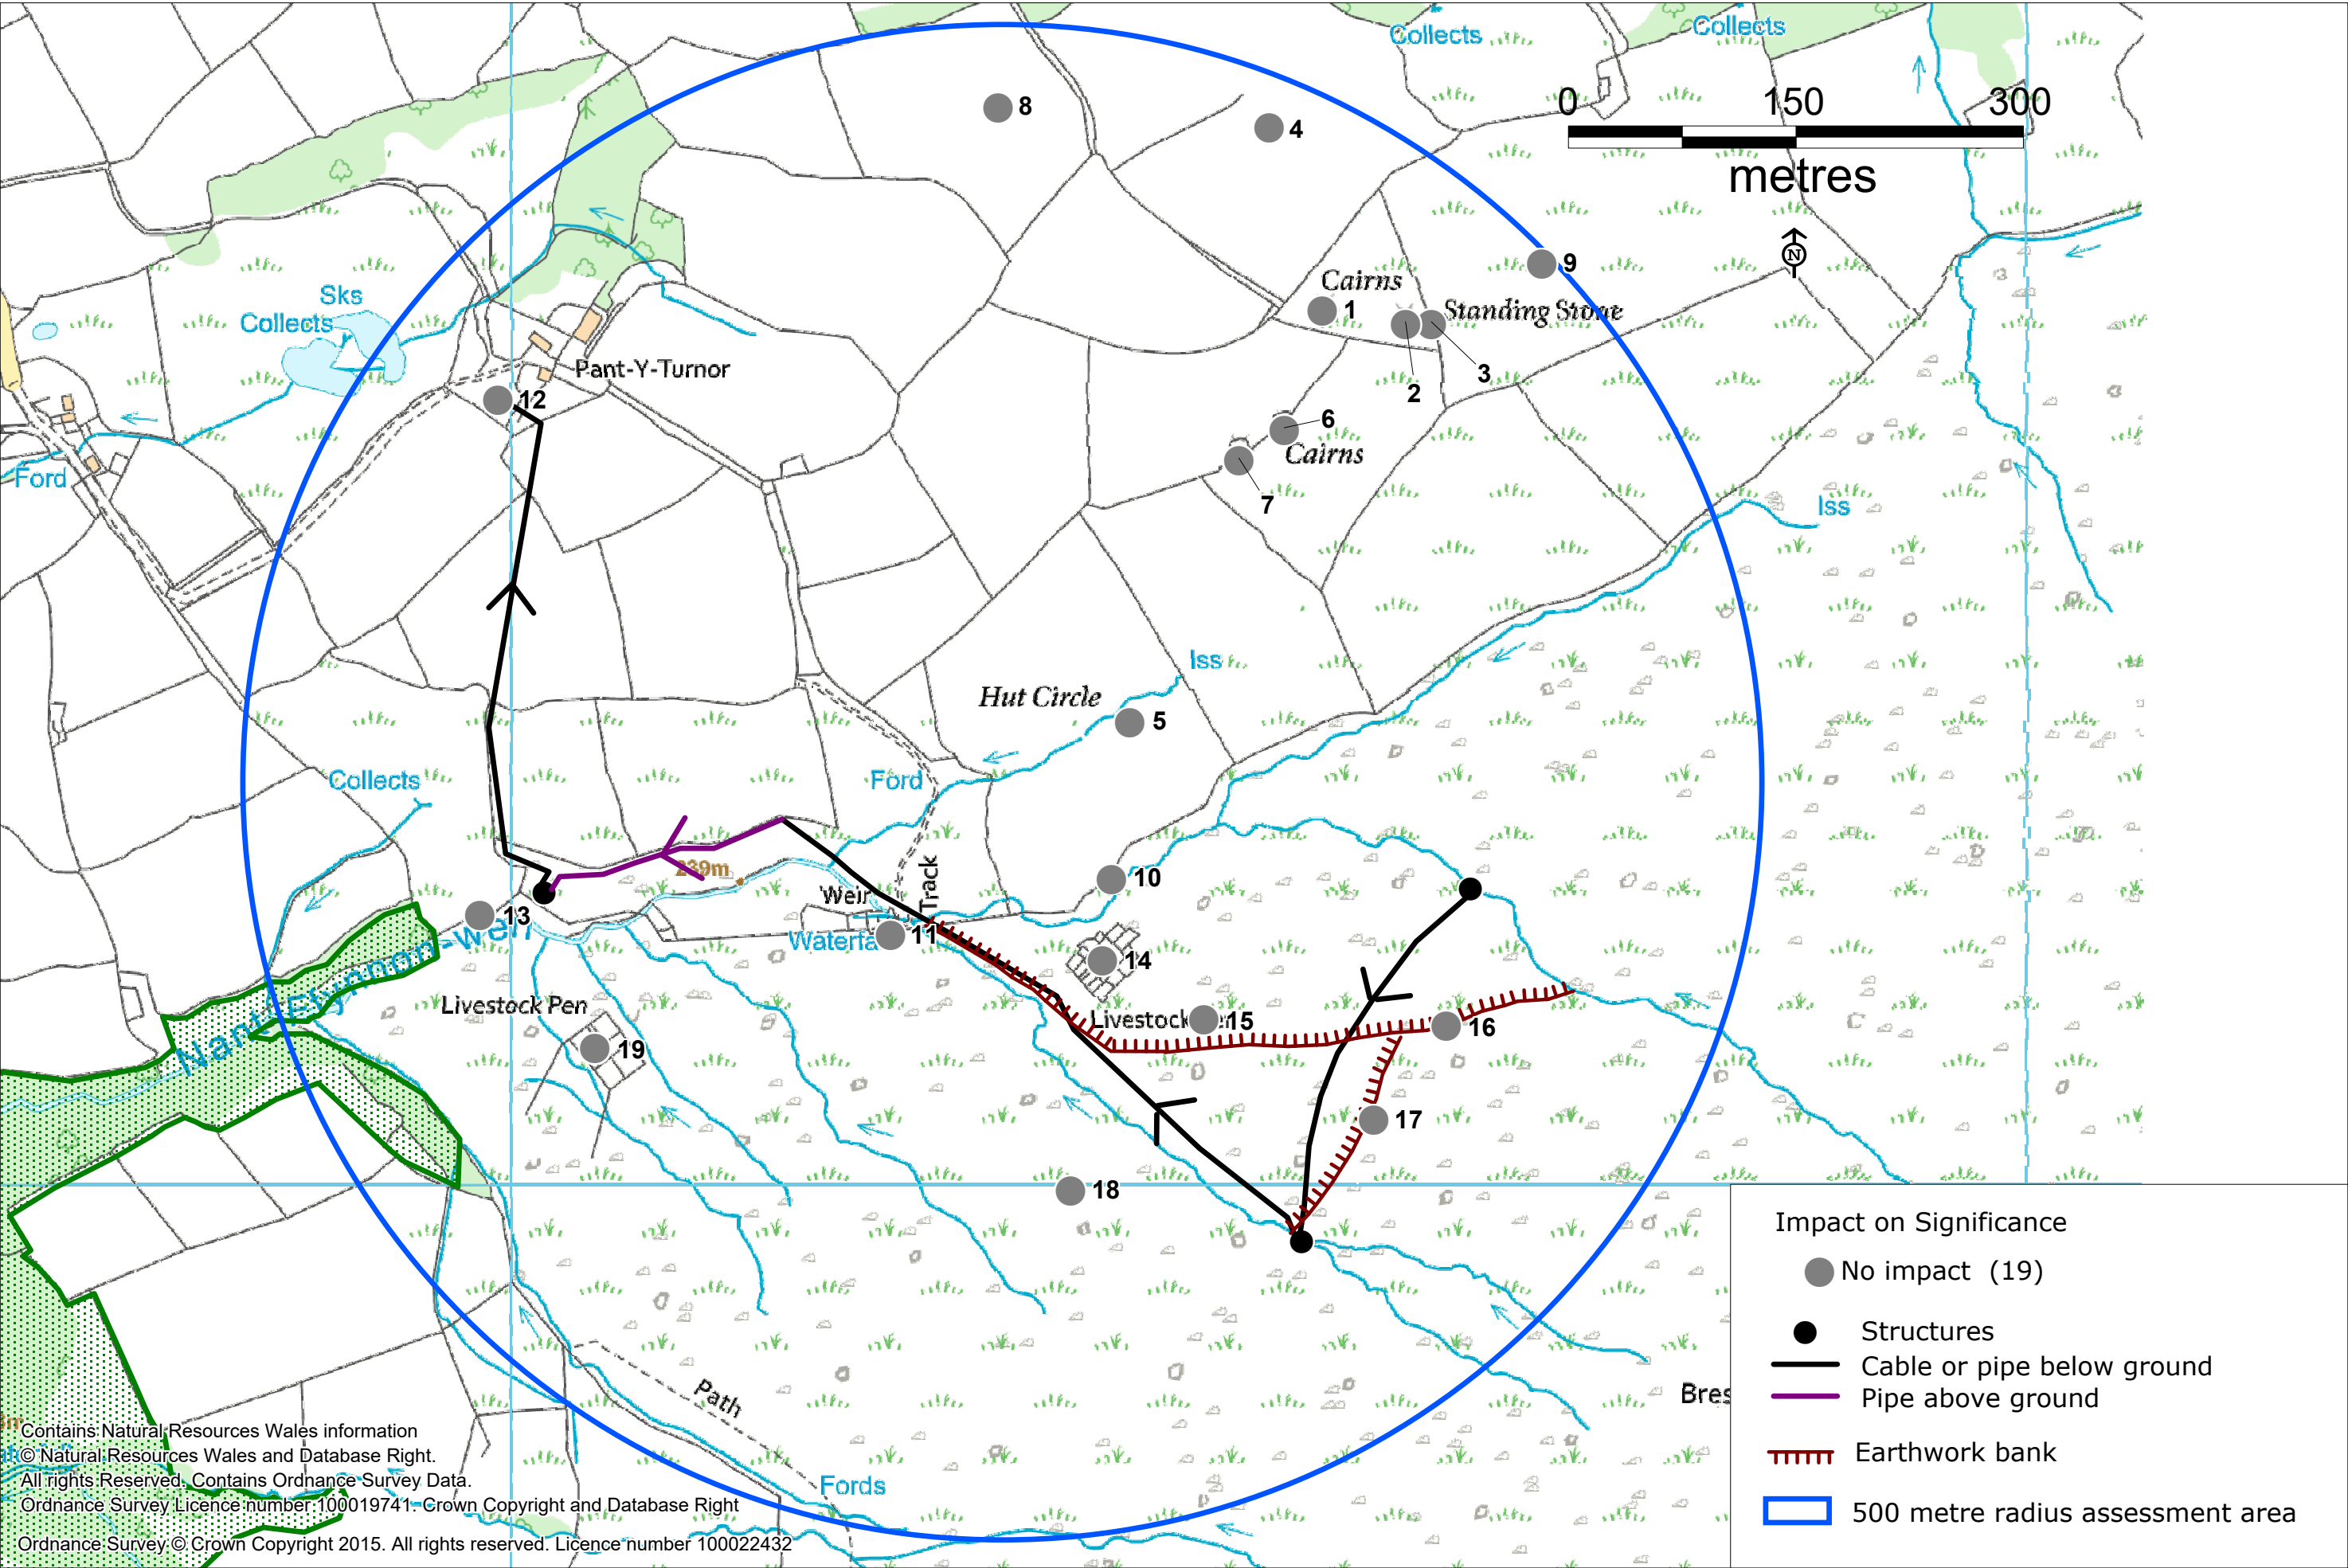 Collects
Collects
0 150 300
metres
8
4
N
9
Cairns
1
Standing Stone
Sks
Collects
2
3
Pant-Y-Turnor
12
6
Cairns
7
Ford
Iss
Iss
Hut Circle
5
Collects
Ford
239m
Weir
Track
10
13
11
14
Livestock Pen
15
16
Livestock Pen
19
17
18
Path
Fords
Impact on Significance
No impact (19)
Structures
Cable or pipe below ground
Pipe above ground
Earthwork bank
500 metre radius assessment area
Contains Natural Resources Wales information
© Natural Resources Wales and Database Right.
All rights Reserved. Contains Ordnance Survey Data.
Ordnance Survey Licence number 100019741. Crown Copyright and Database Right
Ordnance Survey © Crown Copyright 2015. All rights reserved. Licence number 100022432